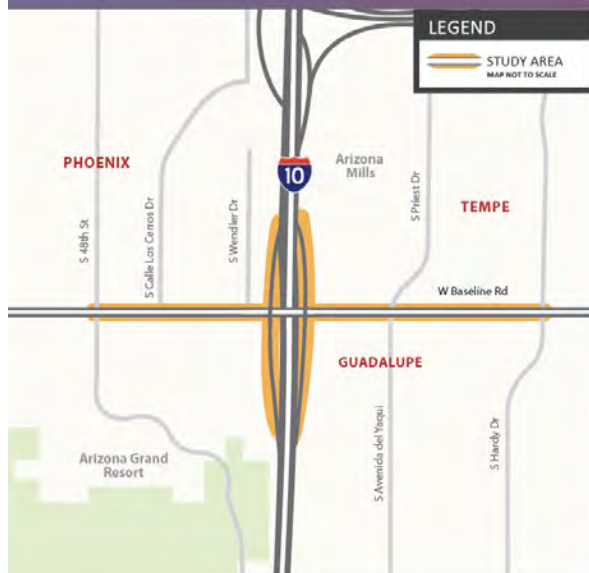 LEGEND
STUDY AREA
MAP NOT TO SCALE
PHOENIX
Arizona
Mills
10
S Priest Dr
TEMPE
S 48th St
S Calle Los Cerros Dr
S Wendler Dr
W Baseline Rd
GUADALUPE
Arizona Grand
Resort
S Avenida del Yaqui
S Hardy Dr